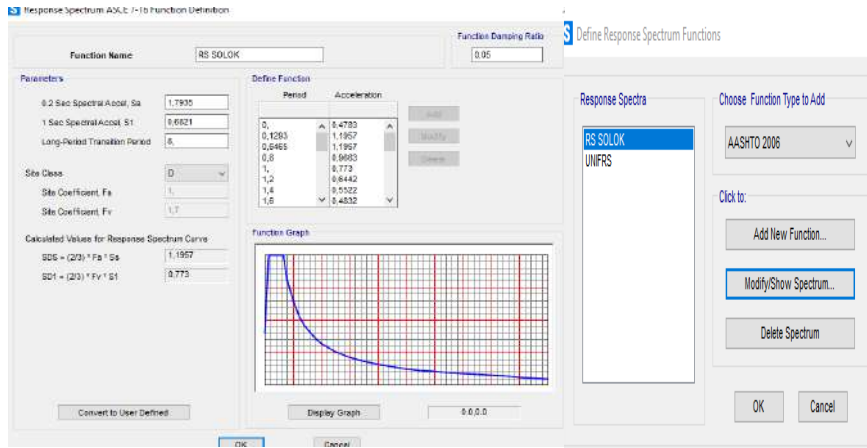 Response Spectrum ASCE 7-16 Function Definition
Function Damping Ratio
Function Name
RS SOLOK
0.05
Parameters
0.2 Sec Spectral Accel, Ss
1,7935
1 Sec Spectral Accel, S1
0,6821
Long-Period Transition Period
Site Class
D
Site Coefficient, Fa
1,
Site Coefficient, Fv
1,7
Calculated Values for Response Spectrum Curve
SDS = (2/3) * Fa * Ss
1,1957
SD1 = (2/3) * Fv * S1
0,773
Convert to User Defined
Define Function
Period
Acceleration
Add
Modify
Delete
0, 0,4783
0,1293 1,1957
0,6465 1,1957
0,8 0,9663
1, 0,773
1,2 0,6442
1,4 0,5522
1,6 0,4832
Function Graph
Display Graph
0.0,0.0
OK
Cancel
S Define Response Spectrum Functions
Response Spectra
RS SOLOK
UNIFRS
Choose Function Type to Add
AASHTO 2006
Click to:
Add New Function...
Modify/Show Spectrum...
Delete Spectrum
OK
Cancel